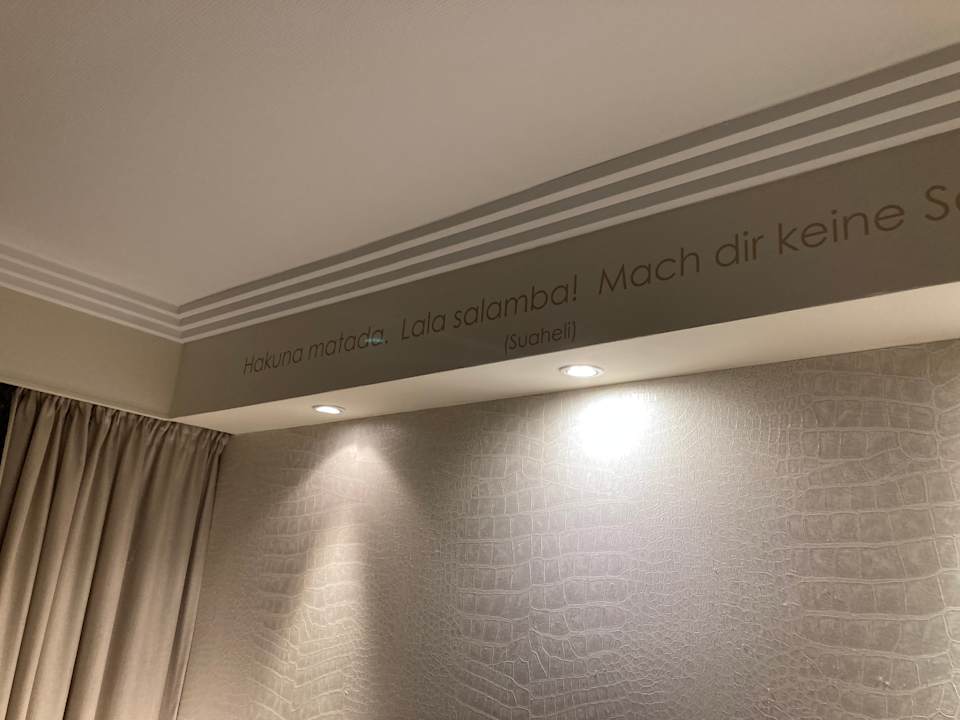 Hakuna matada. Lala salamba! Mach dir keine
(Suaheli)